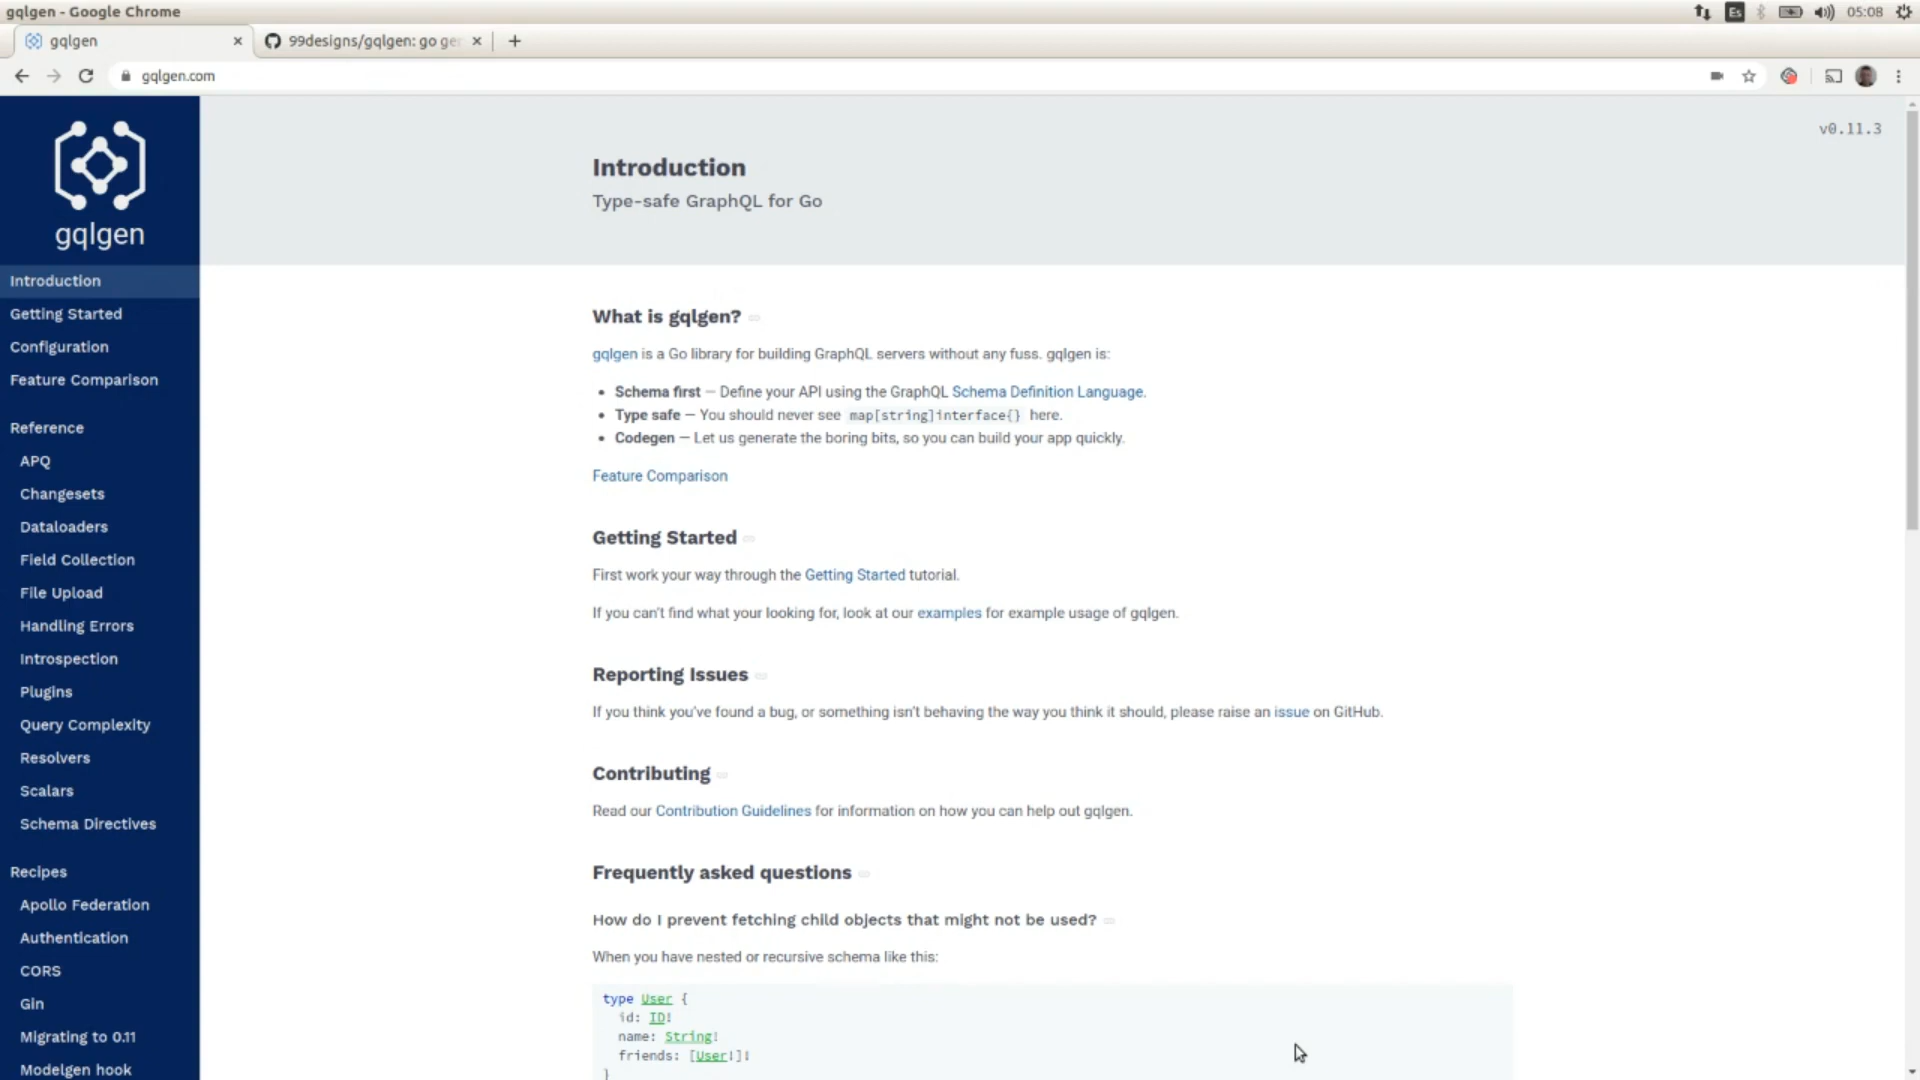 gqlgen - Google Chrome
Es
05:08
gqlgen
99designs/gqlgen: go ge
gqlgen.com
gqlgen
Introduction
Getting Started
Configuration
Feature Comparison
Reference
APQ
Changesets
Dataloaders
Field Collection
File Upload
Handling Errors
Introspection
Plugins
Query Complexity
Resolvers
Scalars
Schema Directives
Recipes
Apollo Federation
Authentication
CORS
Gin
Migrating to 0.11
Modelgen hook
v0.11.3
Introduction
Type-safe GraphQL for Go
What is gqlgen?
gqlgen is a Go library for building GraphQL servers without any fuss. gqlgen is:
• Schema first — Define your API using the GraphQL Schema Definition Language.
• Type safe — You should never see map[string]interface{} here.
• Codegen — Let us generate the boring bits, so you can build your app quickly.
Feature Comparison
Getting Started
First work your way through the Getting Started tutorial.
If you can't find what your looking for, look at our examples for example usage of gqlgen.
Reporting Issues
If you think you've found a bug, or something isn't behaving the way you think it should, please raise an issue on GitHub.
Contributing
Read our Contribution Guidelines for information on how you can help out gqlgen.
Frequently asked questions
How do I prevent fetching child objects that might not be used?
When you have nested or recursive schema like this:
type User {
id: ID!
name: String!
friends: [User!]!
}